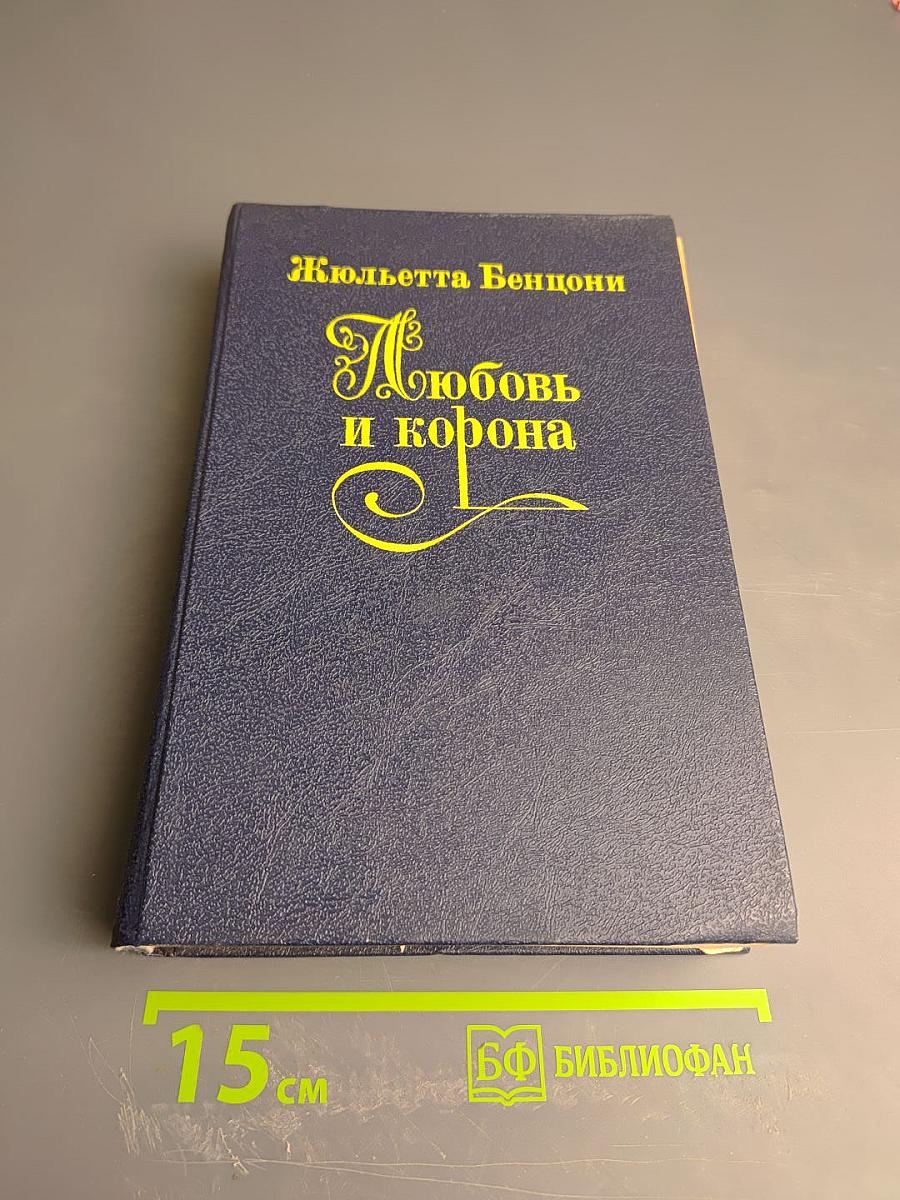 Жюльетта Бенцони
Любовь
и корона
15 см
БФ БИБЛИОФАН